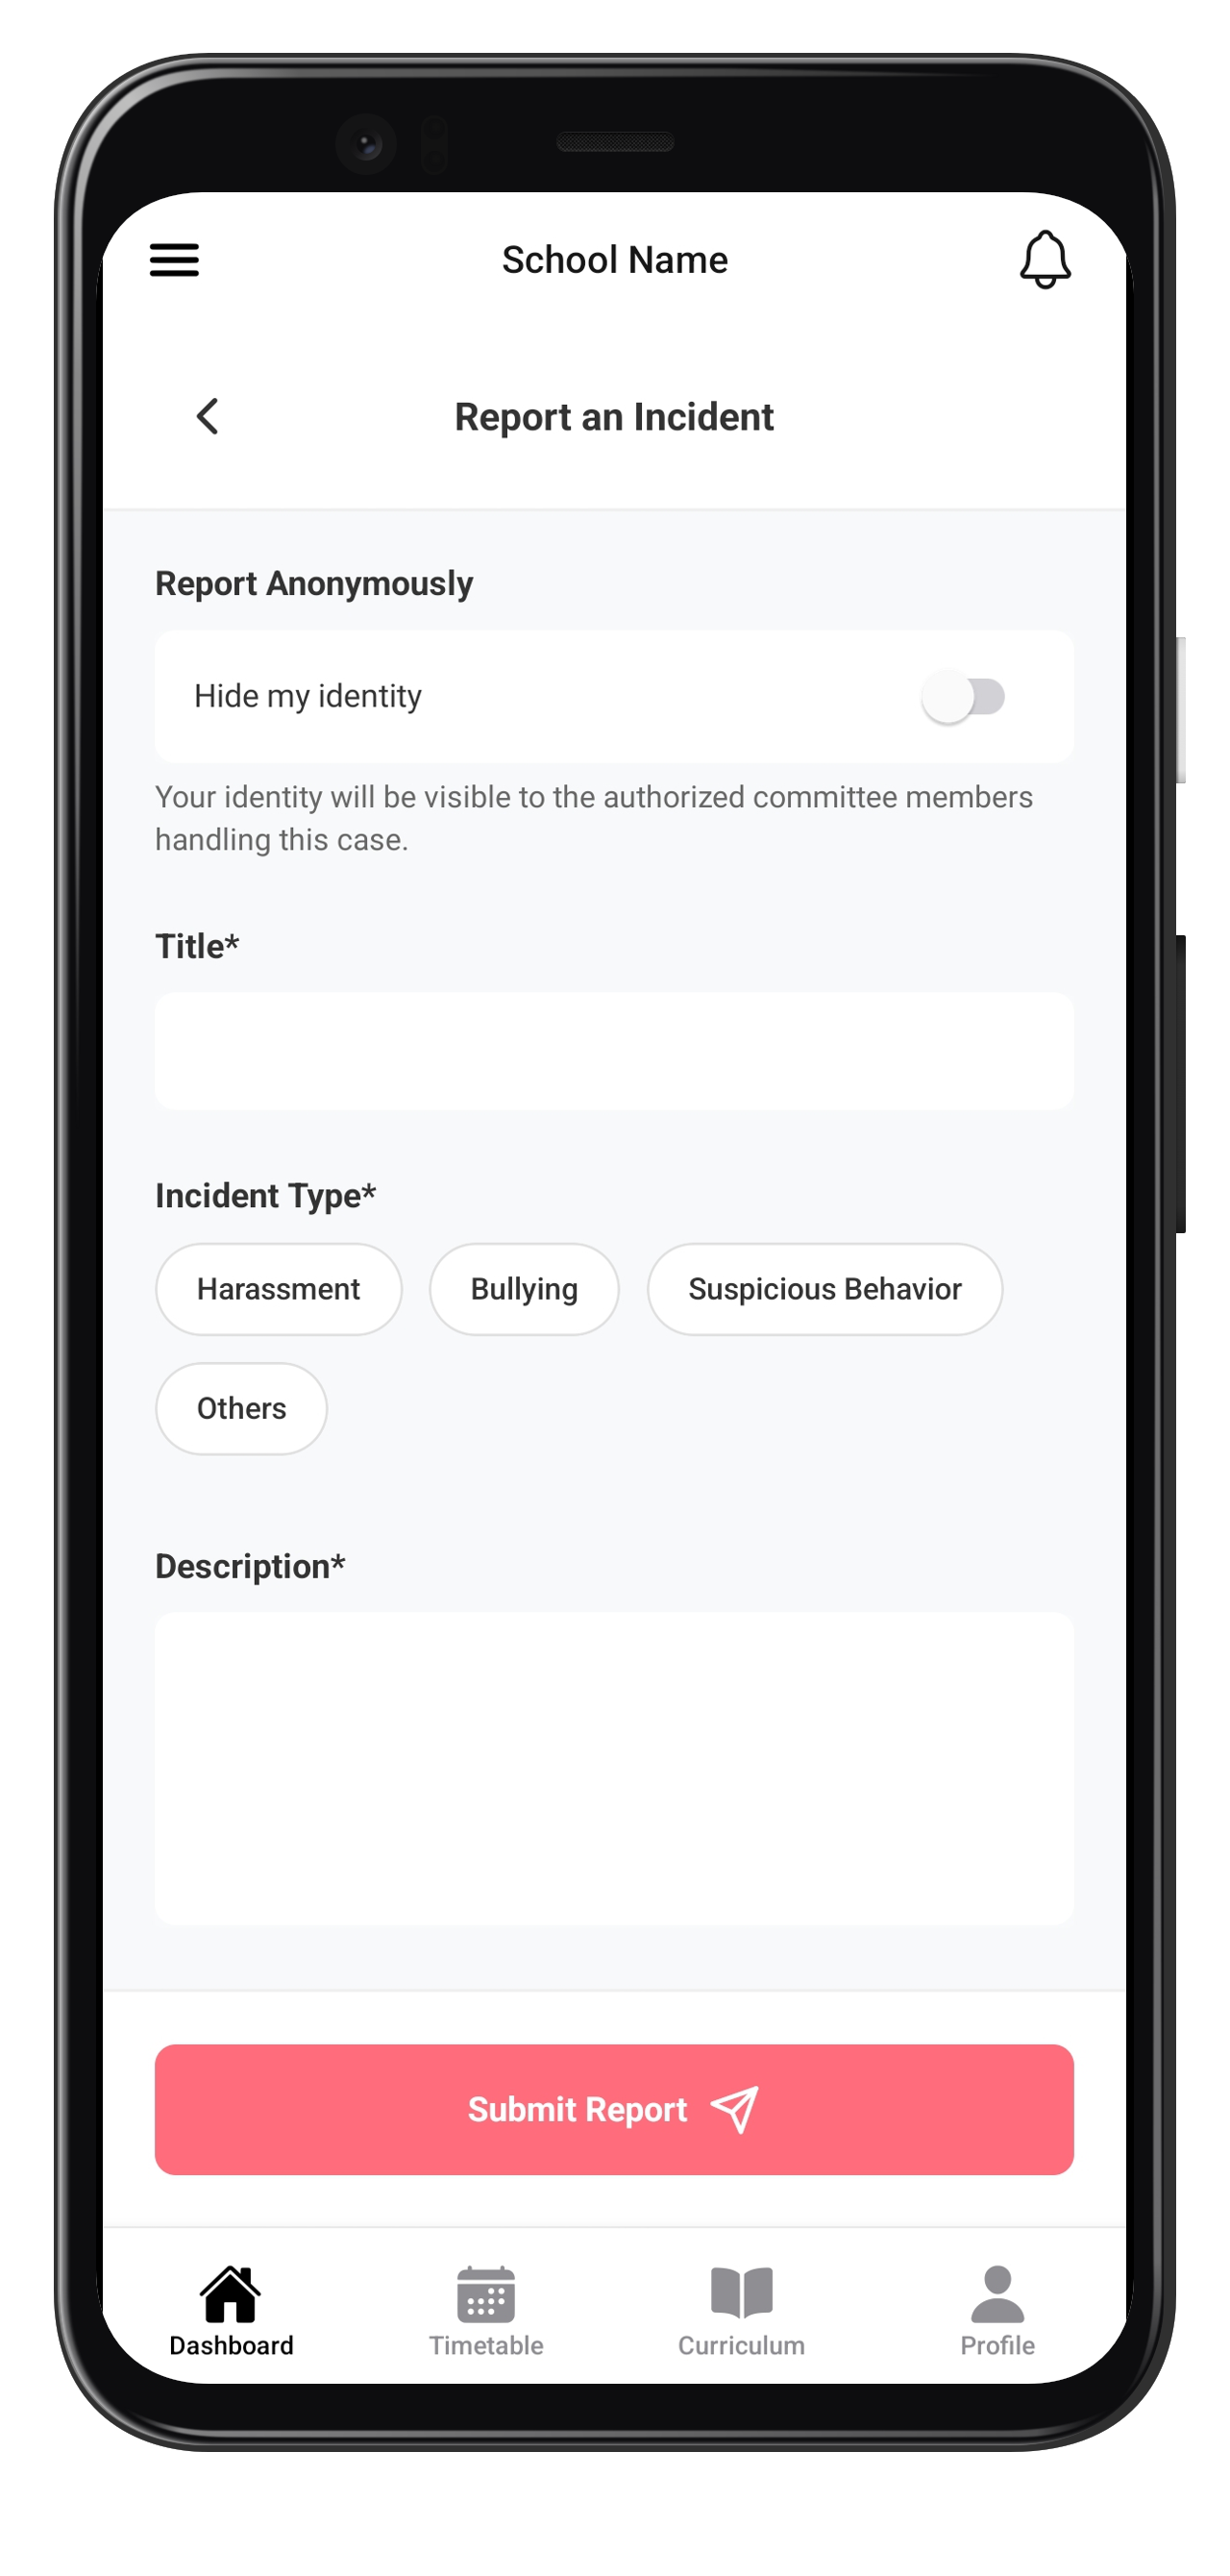 School Name
Report an Incident
Report Anonymously
Hide my identity
Your identity will be visible to the authorized committee members
handling this case.
Title*
Incident Type*
Harassment
Bullying
Suspicious Behavior
Others
Description*
Submit Report
Dashboard
Timetable
Curriculum
Profile